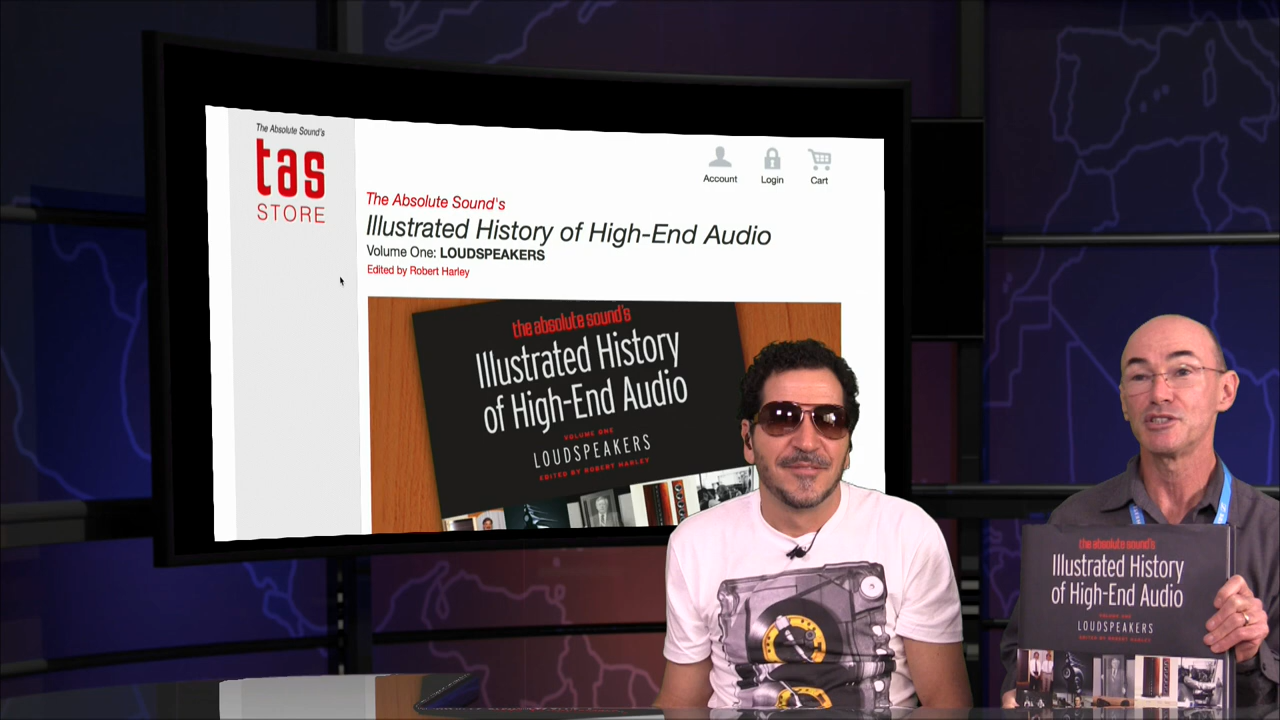 The Absolute Sound's
tas
STORE
Account Login Cart
The Absolute Sound's
Illustrated History of High-End Audio
Volume One: LOUDSPEAKERS
Edited by Robert Harley
the absolute sound's
Illustrated History
of High-End Audio
VOLUME ONE
LOUDSPEAKERS
EDITED BY ROBERT HARLEY
the absolute sound's
Illustrated History
of High-End Audio
VOLUME ONE
LOUDSPEAKERS
EDITED BY ROBERT HARLEY